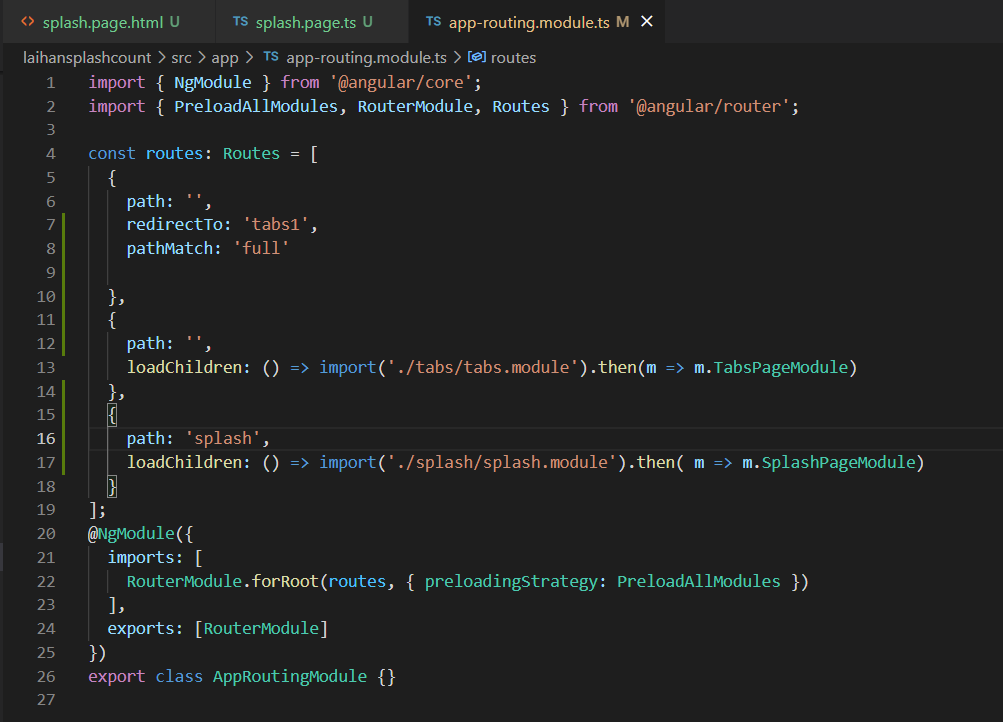 <> splash.page.html U TS splash.page.ts U TS app-routing.module.ts M ×
laihansplashcount > src > app > TS app-routing.module.ts > routes
1 import { NgModule } from '@angular/core';
2 import { PreloadAllModules, RouterModule, Routes } from '@angular/router';
3
4 const routes: Routes = [
5 {
6 path: '',
7 redirectTo: 'tabs1',
8 pathMatch: 'full'
9
10 },
11 {
12 path: '',
13 loadChildren: () => import('./tabs/tabs.module').then(m => m.TabsPageModule)
14 },
15 {
16 path: 'splash',
17 loadChildren: () => import('./splash/splash.module').then( m => m.SplashPageModule)
18 }
19 ];
20 @NgModule({
21 imports: [
22 RouterModule.forRoot(routes, { preloadingStrategy: PreloadAllModules })
23 ],
24 exports: [RouterModule]
25 })
26 export class AppRoutingModule {}
27